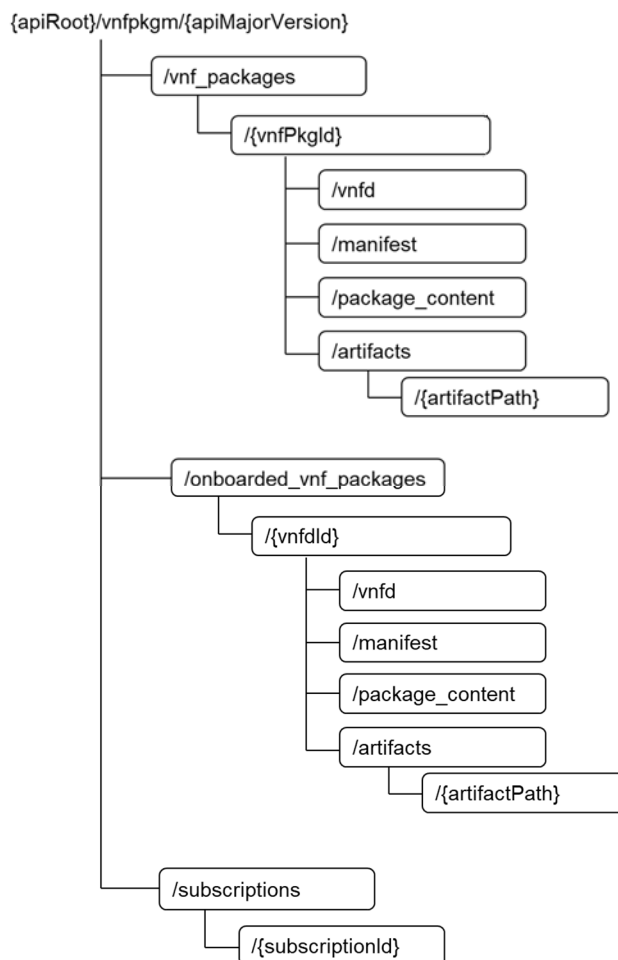 {apiRoot}/vnfpkgm/{apiMajorVersion}
/vnf_packages
/{vnfPkgId}
/vnfd
/manifest
/package_content
/artifacts
/{artifactPath}
/onboarded_vnf_packages
/{vnfdId}
/vnfd
/manifest
/package_content
/artifacts
/{artifactPath}
/subscriptions
/{subscriptionId}